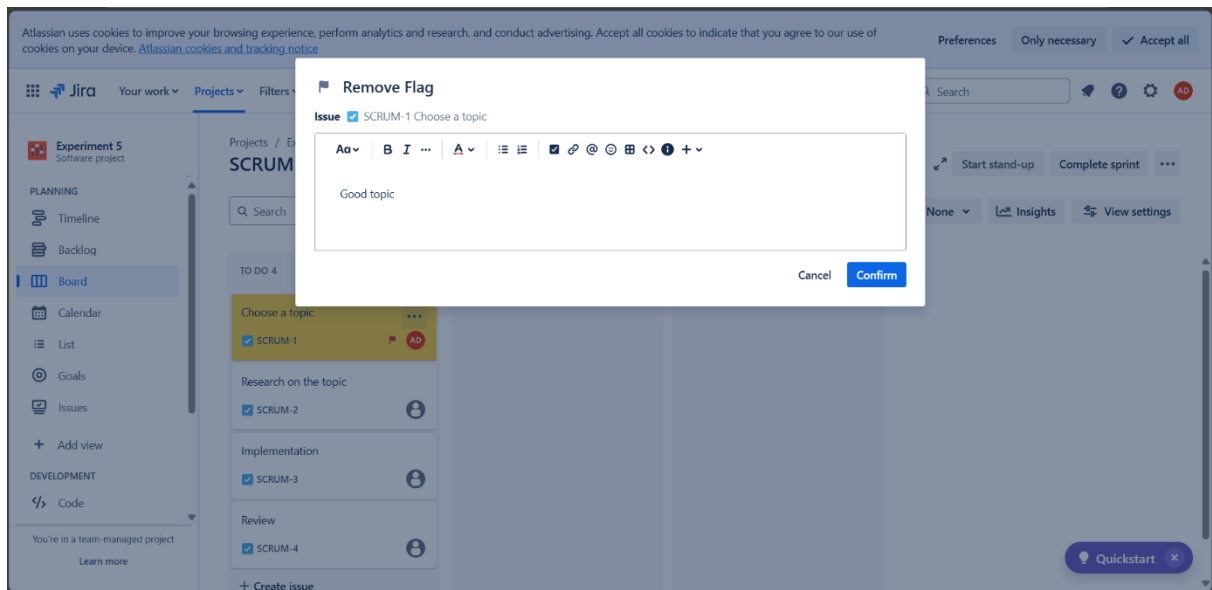 Atlassian uses cookies to improve your browsing experience, perform analytics and research, and conduct advertising. Accept all cookies to indicate that you agree to our use of
cookies on your device. Atlassian cookies and tracking notice
Preferences
Only necessary
Accept all
Jira
Your work
Projects
Filters
Search
AD
Remove Flag
Issue SCRUM-1 Choose a topic
Aa B I ··· A @ <> +
Good topic
Cancel
Confirm
Experiment 5
Software project
PLANNING
Timeline
Backlog
Board
Calendar
List
Goals
Issues
+ Add view
DEVELOPMENT
</> Code
You're in a team-managed project
Learn more
Projects /
SCRUM
Start stand-up
Complete sprint
Search
None
Insights
View settings
TO DO 4
Choose a topic
SCRUM-1
AD
Research on the topic
SCRUM-2
Implementation
SCRUM-3
Review
SCRUM-4
+ Create issue
Quickstart